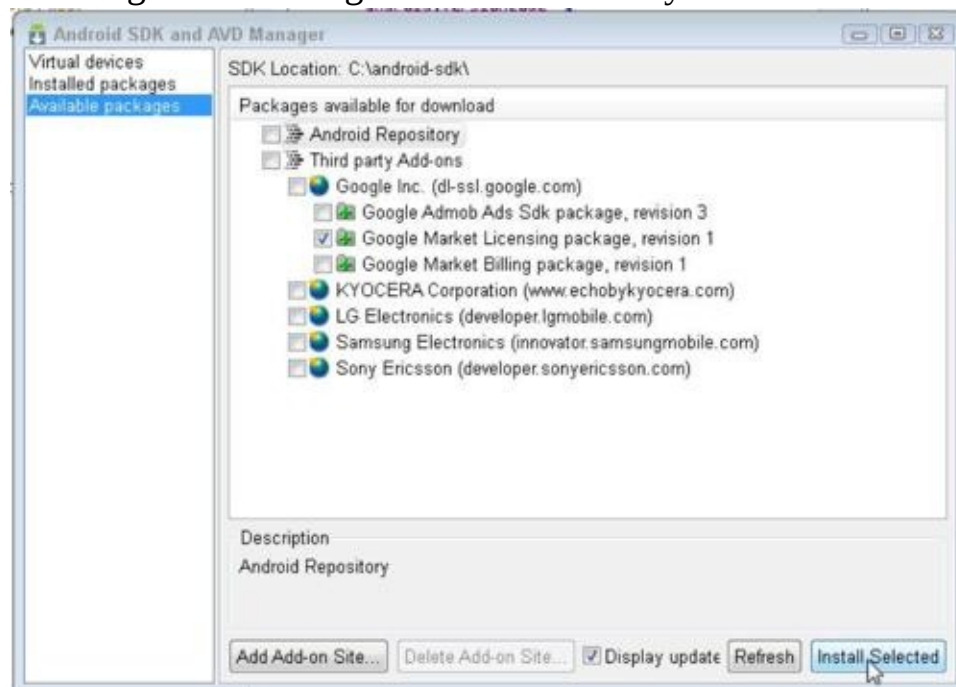 Android SDK and AVD Manager
Virtual devices
Installed packages
Available packages
SDK Location: C:\android-sdk\
Packages available for download
Android Repository
Third party Add-ons
Google Inc. (dl-ssl.google.com)
Google Admob Ads Sdk package, revision 3
Google Market Licensing package, revision 1
Google Market Billing package, revision 1
KYOCERA Corporation (www.echobykyocera.com)
LG Electronics (developer.lgmobile.com)
Samsung Electronics (innovator.samsungmobile.com)
Sony Ericsson (developer.sonyericsson.com)
Description
Android Repository
Add Add-on Site... Delete Add-on Site... Display update Refresh Install Selected